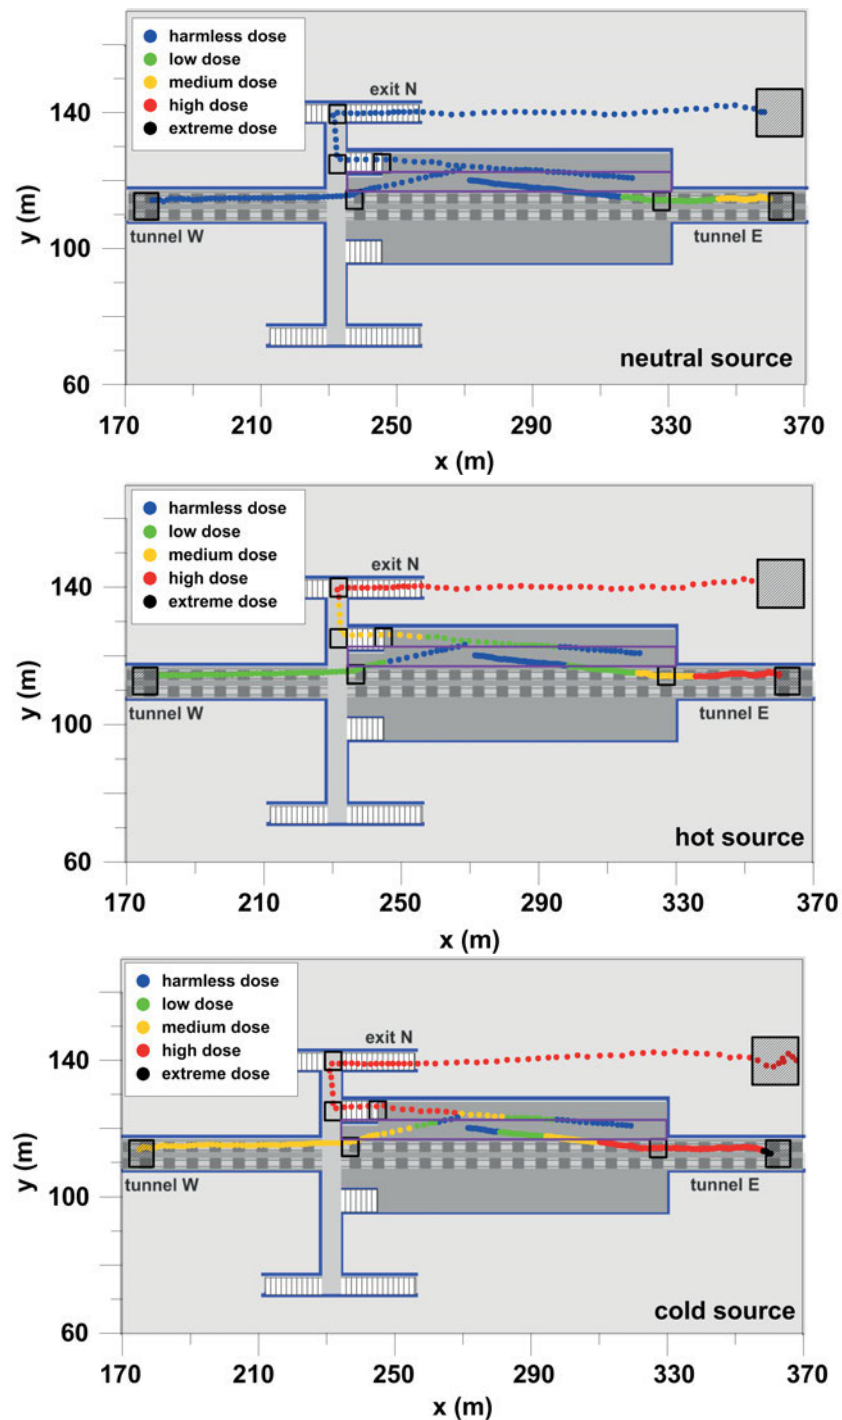 harmless dose
low dose
medium dose
high dose
extreme dose
exit N
140
y (m)
100
tunnel W
tunnel E
neutral source
60
170 210 250 290 330 370
x (m)
harmless dose
low dose
medium dose
high dose
extreme dose
exit N
140
y (m)
100
tunnel W
tunnel E
hot source
60
170 210 250 290 330 370
x (m)
harmless dose
low dose
medium dose
high dose
extreme dose
exit N
140
y (m)
100
tunnel W
tunnel E
cold source
60
170 210 250 290 330 370
x (m)